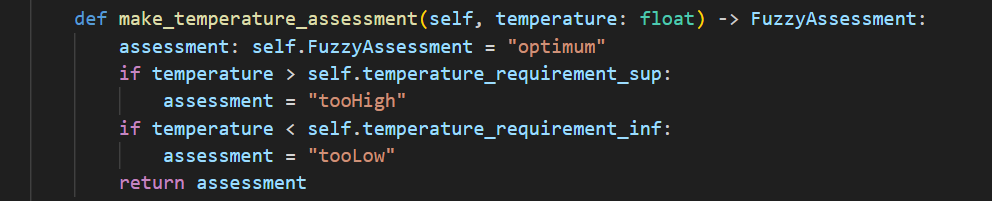 def make_temperature_assessment(self, temperature: float) -> FuzzyAssessment:
    assessment: self.FuzzyAssessment = "optimum"
    if temperature > self.temperature_requirement_sup:
        assessment = "tooHigh"
    if temperature < self.temperature_requirement_inf:
        assessment = "tooLow"
    return assessment